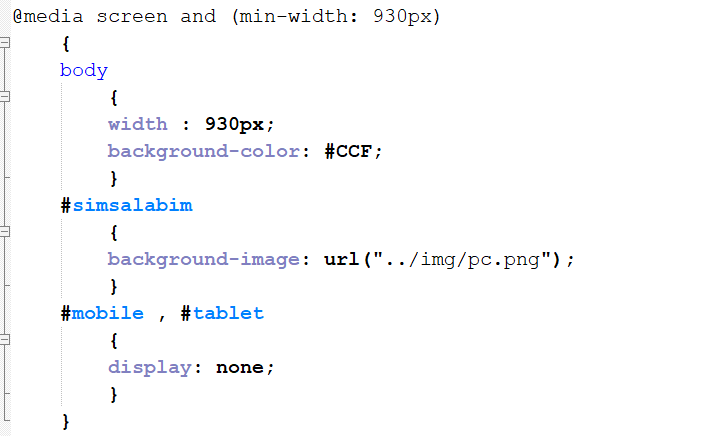 @media screen and (min-width: 930px)
{
body
{
width : 930px;
background-color: #CCF;
}
#simsalabim
{
background-image: url("../img/pc.png");
}
#mobile , #tablet
{
display: none;
}
}